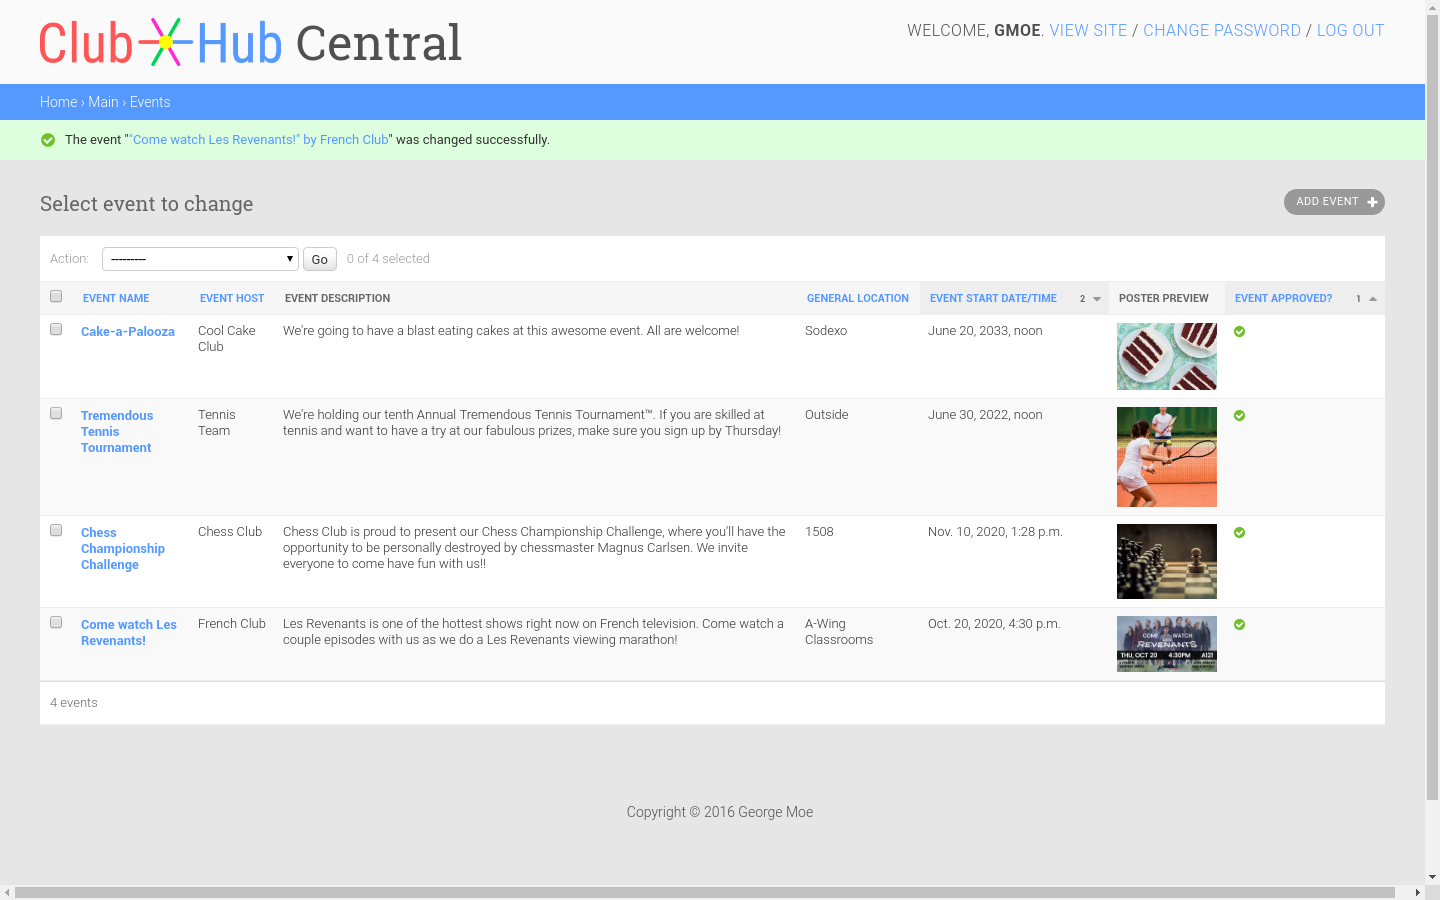 Club Hub Central
WELCOME, GMOE. VIEW SITE / CHANGE PASSWORD / LOG OUT
Home › Main › Events
The event ""Come watch Les Revenants!" by French Club" was changed successfully.
Select event to change
ADD EVENT
Action: --------- Go 0 of 4 selected
EVENT NAME EVENT HOST EVENT DESCRIPTION GENERAL LOCATION EVENT START DATE/TIME 2 POSTER PREVIEW EVENT APPROVED? 1
Cake-a-Palooza Cool Cake We're going to have a blast eating cakes at this awesome event. All are welcome! Sodexo June 20, 2033, noon
Club
Tremendous Tennis We're holding our tenth Annual Tremendous Tennis Tournament™. If you are skilled at Outside June 30, 2022, noon
Tennis Team tennis and want to have a try at our fabulous prizes, make sure you sign up by Thursday!
Tournament
Chess Chess Club Chess Club is proud to present our Chess Championship Challenge, where you'll have the 1508 Nov. 10, 2020, 1:28 p.m.
Championship opportunity to be personally destroyed by chessmaster Magnus Carlsen. We invite
Challenge everyone to come have fun with us!!
Come watch Les French Club Les Revenants is one of the hottest shows right now on French television. Come watch a A-Wing Oct. 20, 2020, 4:30 p.m.
Revenants! couple episodes with us as we do a Les Revenants viewing marathon! Classrooms
COME WATCH
REVENANTS
THU, OCT 20 4:30PM A121
4 events
Copyright © 2016 George Moe